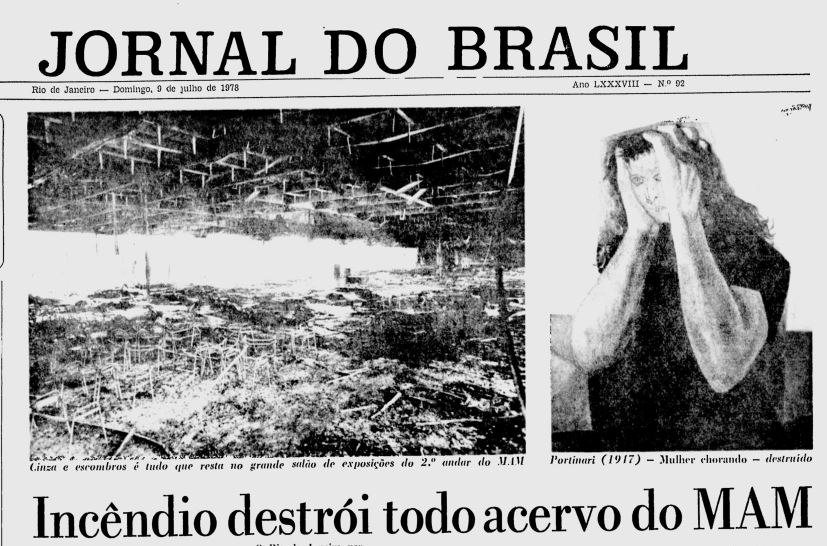 JORNAL DO BRASIL
Rio de Janeiro — Domingo, 9 de julho de 1978
Ano LXXXVIII — N.º 92
Cinza e escombros é tudo que resta no grande salão de exposições do 2.º andar do MAM
Portinari (1947) — Mulher chorando — destruído
Incêndio destrói todo acervo do MAM